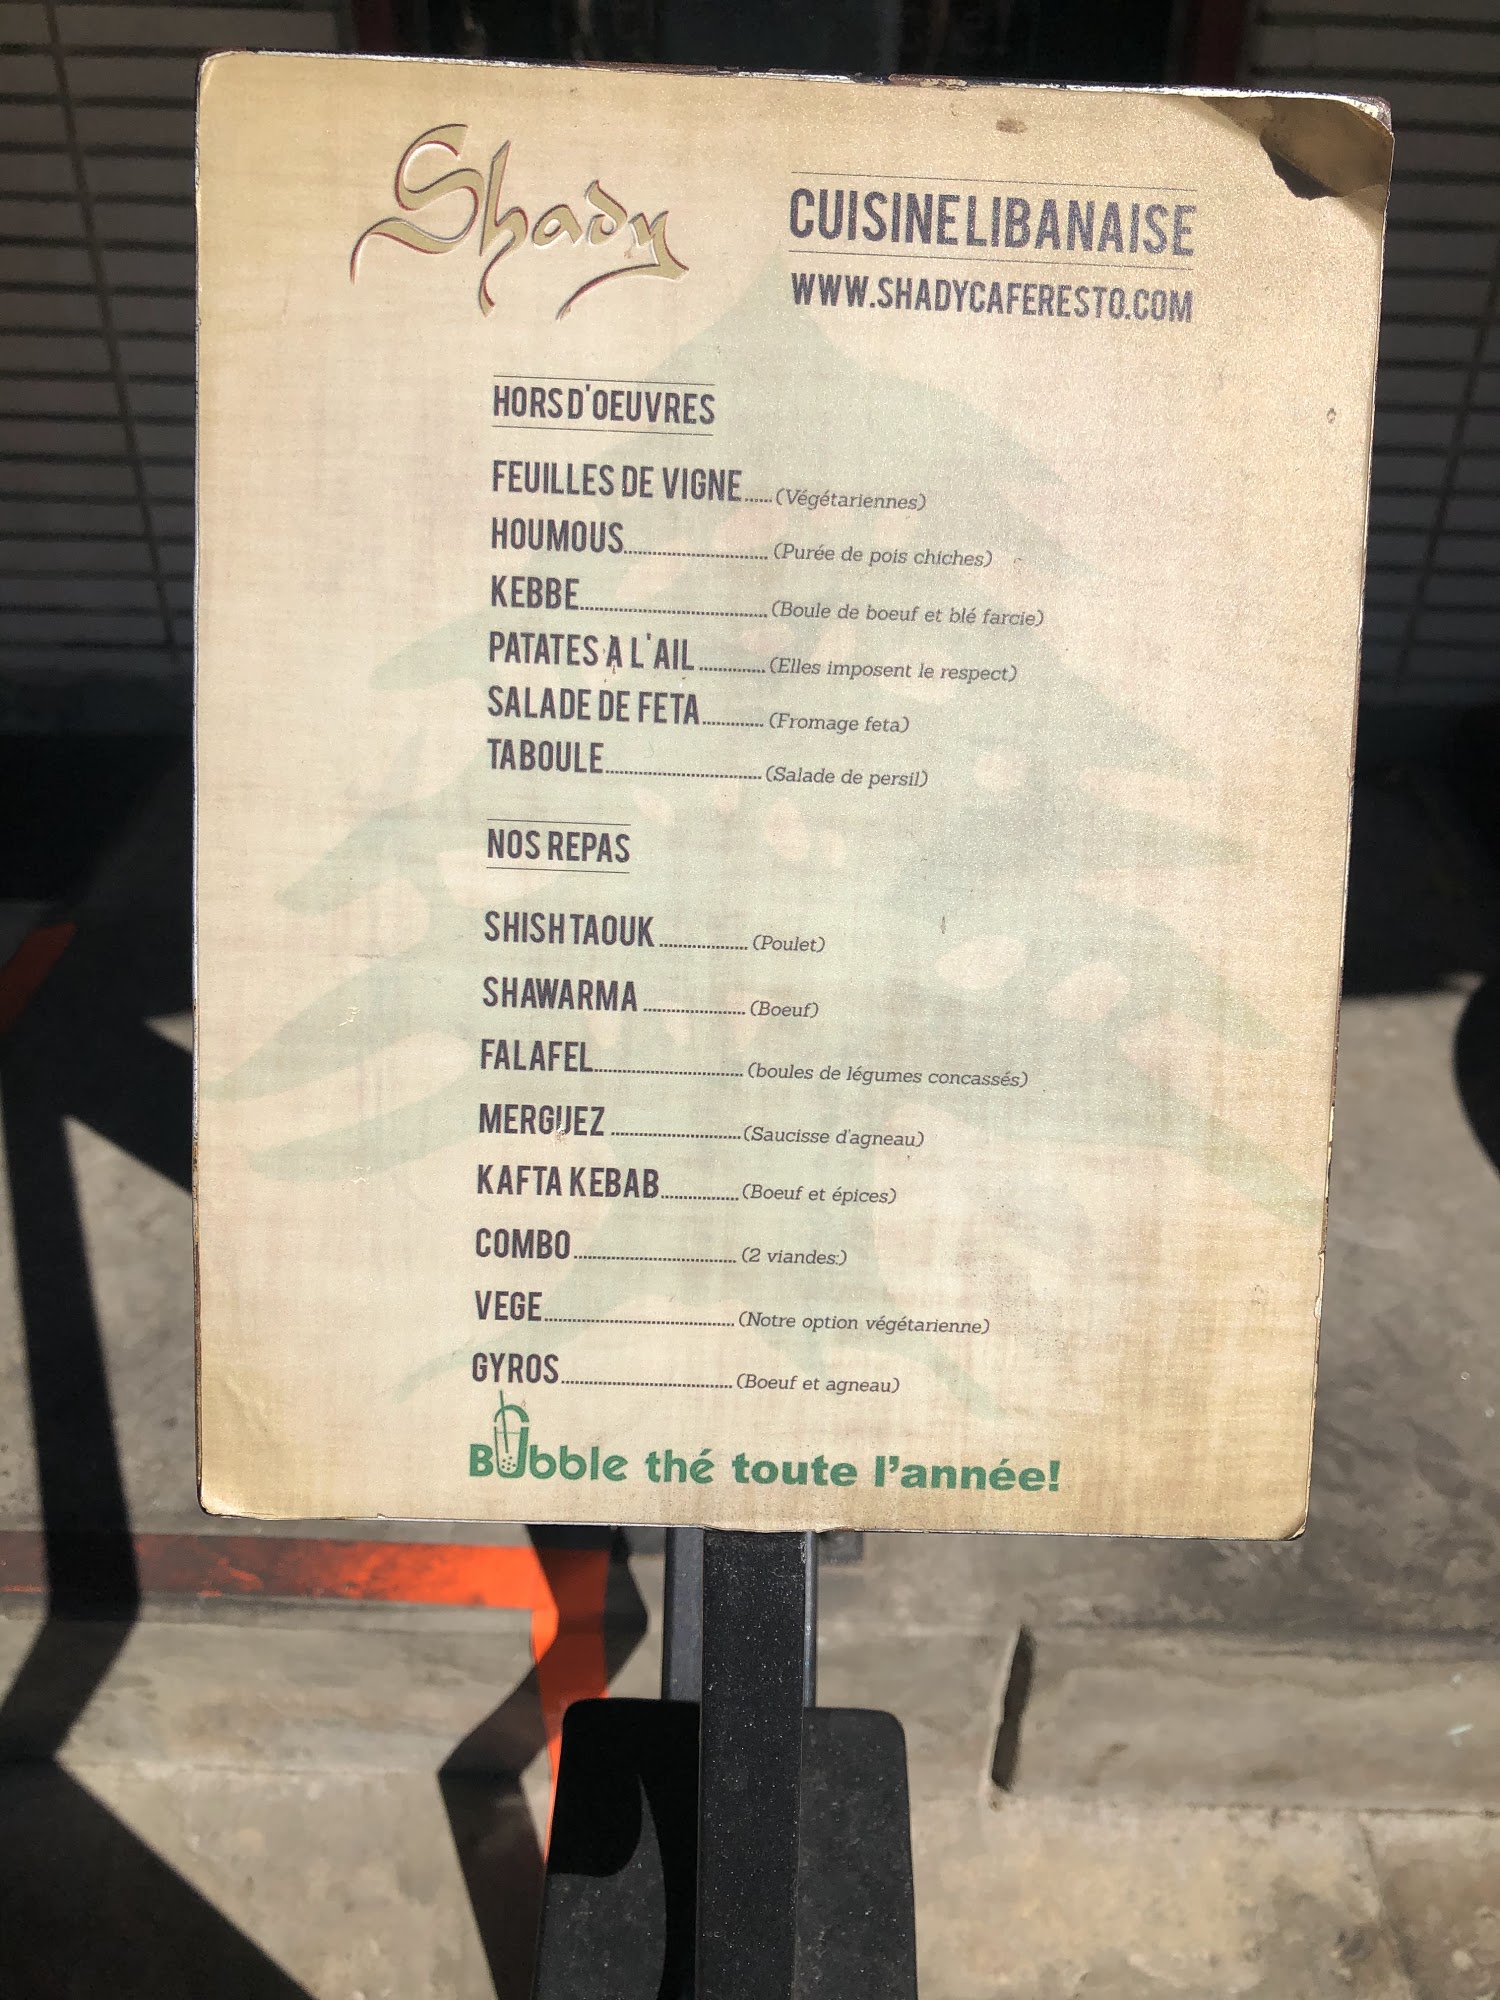 Shady
CUISINE LIBANAISE
WWW.SHADYCAFERESTO.COM
HORS D'OEUVRES
FEUILLES DE VIGNE......(Végétariennes)
HOUMOUS..........................(Purée de pois chiches)
KEBBE..................................(Boule de boeuf et blé farcie)
PATATES A L'AIL.............(Elles imposent le respect)
SALADE DE FETA............(Fromage feta)
TABOULE............................(Salade de persil)
NOS REPAS
SHISH TAOUK.................(Poulet)
SHAWARMA...................(Boeuf)
FALAFEL...........................(boules de légumes concassés)
MERGUEZ........................(Saucisse d'agneau)
KAFTA KEBAB..............(Boeuf et épices)
COMBO..............................(2 viandes:)
VEGE...................................(Notre option végétarienne)
GYROS...............................(Boeuf et agneau)
Bubble thé toute l'année!